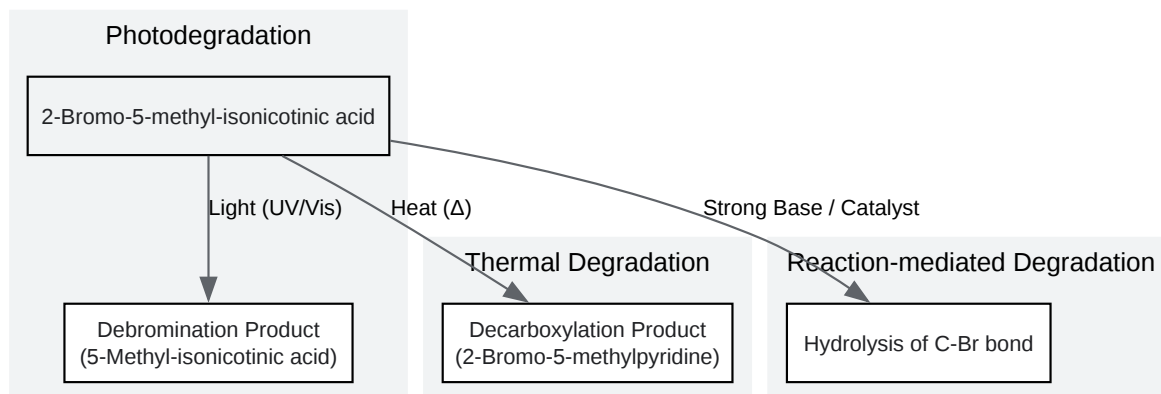 Photodegradation
2-Bromo-5-methyl-isonicotinic acid
Light (UV/Vis)
Heat (Δ)
Strong Base / Catalyst
Thermal Degradation
Reaction-mediated Degradation
Debromination Product
(5-Methyl-isonicotinic acid)
Decarboxylation Product
(2-Bromo-5-methylpyridine)
Hydrolysis of C-Br bond